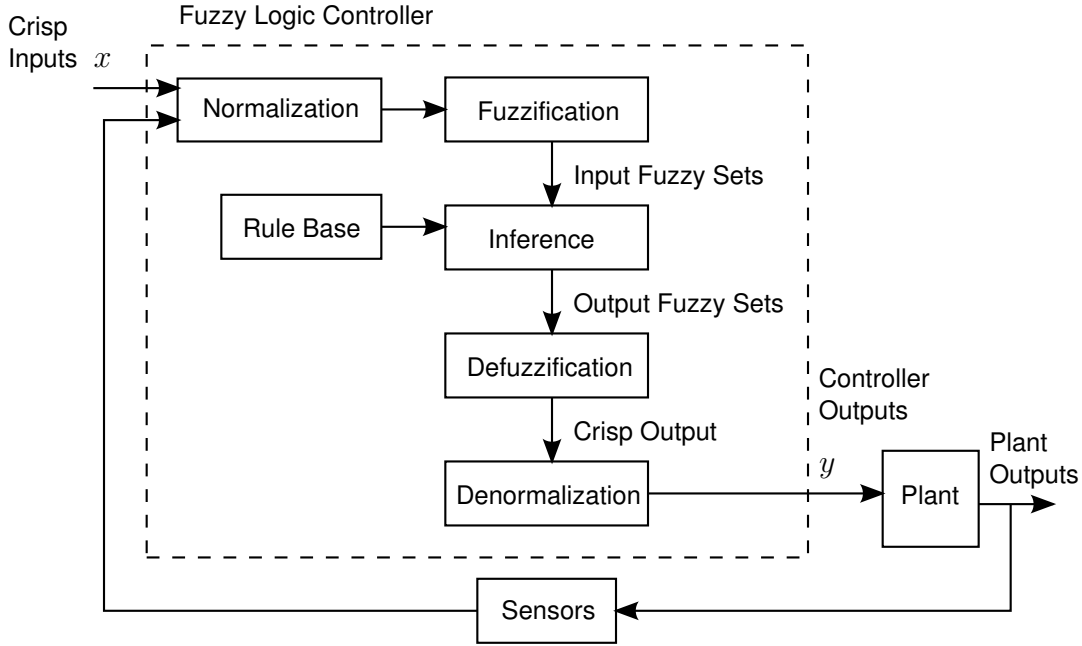 Fuzzy Logic Controller
Crisp
Inputs x
Normalization
Fuzzification
Input Fuzzy Sets
Rule Base
Inference
Output Fuzzy Sets
Defuzzification
Controller
Outputs
Crisp Output
y
Plant
Outputs
Denormalization
Plant
Sensors